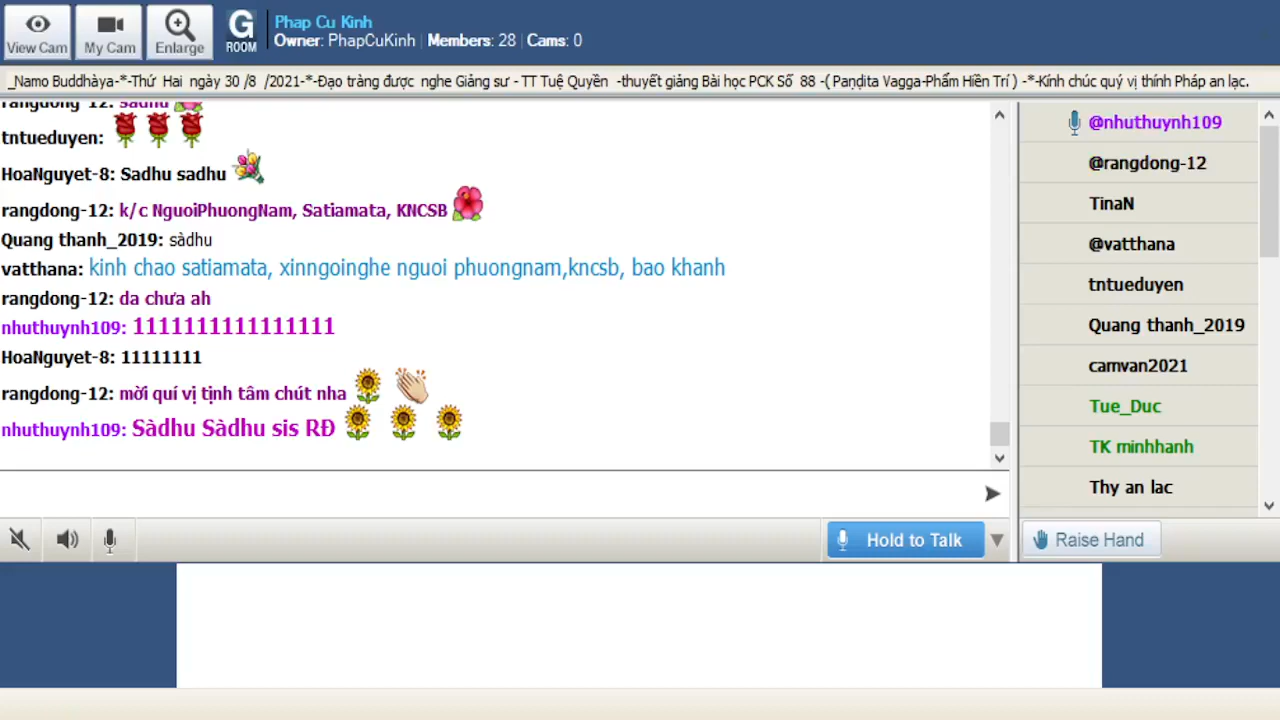 View Cam
My Cam
Enlarge
G
ROOM
Phap Cu Kinh
Owner: PhapCuKinh | Members: 28 | Cams: 0
_Namo Buddhàya-*-Thứ Hai ngày 30 /8 /2021-*-Đạo tràng được nghe Giảng sư - TT Tuệ Quyền -thuyết giảng Bài học PCK Số 88 -( Paṇḍita Vagga-Phẩm Hiền Trí ) -*-Kính chúc quý vị thính Pháp an lạc.
rangdong-12: sadhu
tntueduyen:
HoaNguyet-8: Sadhu sadhu
rangdong-12: k/c NguoiPhuongNam, Satiamata, KNCSB
Quang thanh_2019: sàdhu
vatthana: kinh chao satiamata, xinngoinghe nguoi phuongnam,kncsb, bao khanh
rangdong-12: da chưa ah
nhuthuynh109: 1111111111111111
HoaNguyet-8: 11111111
rangdong-12: mời quí vị tịnh tâm chút nha
nhuthuynh109: Sàdhu Sàdhu sis RĐ
@nhuthuynh109
@rangdong-12
TinaN
@vatthana
tntueduyen
Quang thanh_2019
camvan2021
Tue_Duc
TK minhhanh
Thy an lac
Hold to Talk
Raise Hand